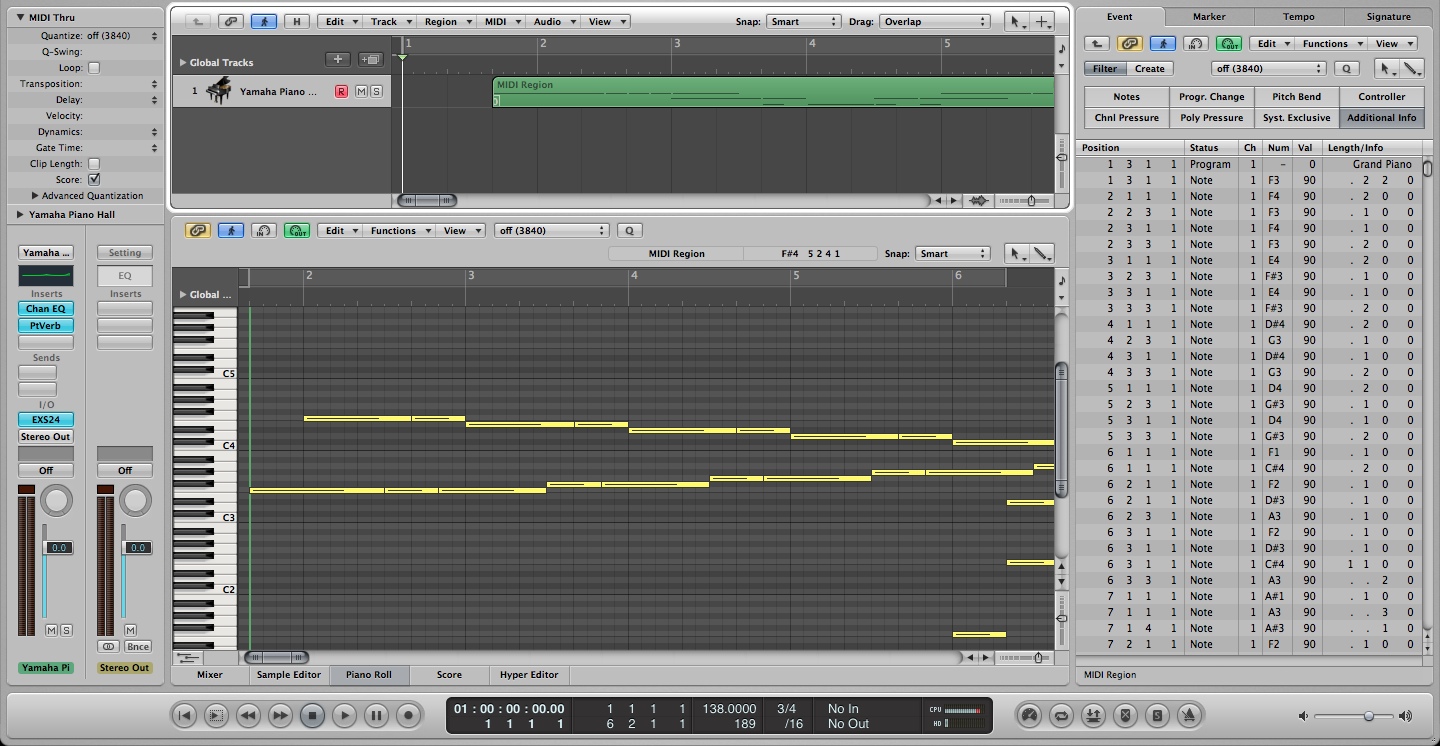 MIDI Thru
Quantize: off (3840)
Q-Swing:
Loop:
Transposition:
Delay:
Velocity:
Dynamics:
Gate Time:
Clip Length:
Score:
Advanced Quantization
Yamaha Piano Hall
Yamaha ... Setting
EQ
Inserts Inserts
Chan EQ
PtVerb
Sends
I/O
EXS24
Stereo Out
Off Off
0.0 0.0
M S M
Bnce
Yamaha Pi Stereo Out
H Edit Track Region MIDI Audio View Snap: Smart Drag: Overlap
1 2 3 4 5
Global Tracks
1 Yamaha Piano ... R M S
MIDI Region
OUT Edit Functions View off (3840) Q
MIDI Region F#4 5 2 4 1 Snap: Smart
2 3 4 5 6
Global ...
C5
C4
C3
C2
Mixer Sample Editor Piano Roll Score Hyper Editor
Event Marker Tempo Signature
IN OUT Edit Functions View
Filter Create off (3840) Q
Notes Progr. Change Pitch Bend Controller
Chnl Pressure Poly Pressure Syst. Exclusive Additional Info
Position Status Ch Num Val Length/Info
1 3 1 1 Program 1 – 0 Grand Piano
1 3 1 1 Note 1 F3 90 . 2 2 0
2 1 1 1 Note 1 F4 90 . 2 0 0
2 2 3 1 Note 1 F3 90 . 1 0 0
2 3 1 1 Note 1 F4 90 . 1 0 0
2 3 3 1 Note 1 F3 90 . 2 0 0
3 1 1 1 Note 1 E4 90 . 2 0 0
3 2 3 1 Note 1 F#3 90 . 1 0 0
3 3 1 1 Note 1 E4 90 . 1 0 0
3 3 3 1 Note 1 F#3 90 . 2 0 0
4 1 1 1 Note 1 D#4 90 . 2 0 0
4 2 3 1 Note 1 G3 90 . 1 0 0
4 3 1 1 Note 1 D#4 90 . 1 0 0
4 3 3 1 Note 1 G3 90 . 2 0 0
5 1 1 1 Note 1 D4 90 . 2 0 0
5 2 3 1 Note 1 G#3 90 . 1 0 0
5 3 1 1 Note 1 D4 90 . 1 0 0
5 3 3 1 Note 1 G#3 90 . 2 0 0
6 1 1 1 Note 1 F1 90 . 1 0 0
6 1 1 1 Note 1 C#4 90 . 2 0 0
6 2 1 1 Note 1 F2 90 . 1 0 0
6 2 1 1 Note 1 D#3 90 . 1 0 0
6 2 3 1 Note 1 A3 90 . 1 0 0
6 3 1 1 Note 1 F2 90 . 1 0 0
6 3 1 1 Note 1 D#3 90 . 1 0 0
6 3 1 1 Note 1 C#4 90 1 1 0 0
6 3 3 1 Note 1 A3 90 . . 2 0
7 1 1 1 Note 1 A#1 90 . 1 0 0
7 1 1 1 Note 1 A3 90 . . 3 0
7 1 4 1 Note 1 A#3 90 . . 1 0
7 2 1 1 Note 1 F2 90 . 1 0 0
MIDI Region
01 : 00 : 00 : 00.00 1 1 1 1 138.0000 3/4 No In CPU
1 1 1 1 6 2 1 1 189 /16 No Out HD